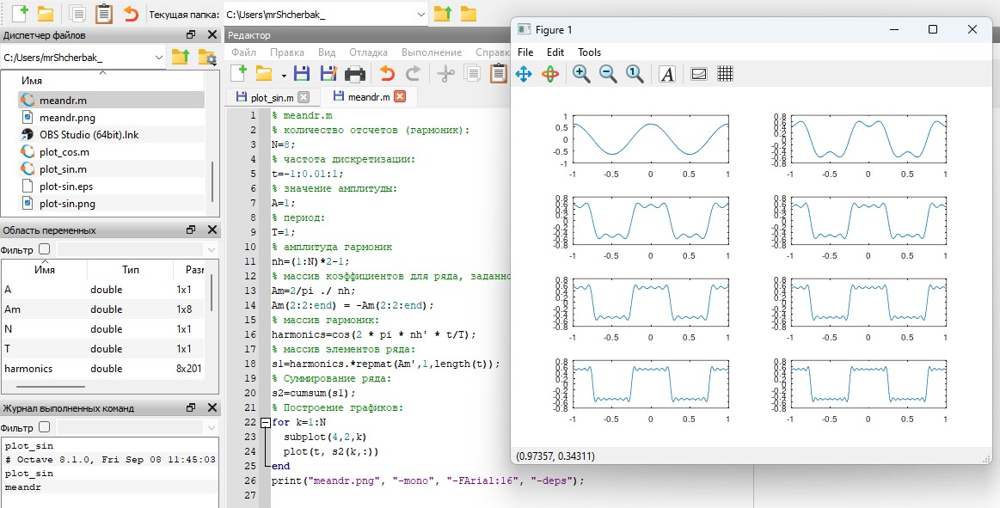 Текущая папка: C:\Users\mrShcherbak_
Диспетчер файлов
C:/Users/mrShcherbak_
Имя
meandr.m
meandr.png
OBS Studio (64bit).lnk
plot_cos.m
plot_sin.m
plot-sin.eps
plot-sin.png
Область переменных
Фильтр
Имя Тип Разм
A double 1x1
Am double 1x8
N double 1x1
T double 1x1
harmonics double 8x201
Журнал выполненных команд
Фильтр
plot_sin
# Octave 8.1.0, Fri Sep 08 11:45:03
plot_sin
meandr
Редактор
Файл Правка Вид Отладка Выполнение Справк
plot_sin.m meandr.m
1 % meandr.m
2 % количество отсчетов (гармоник):
3 N=8;
4 % частота дискретизации:
5 t=-1:0.01:1;
6 % значение амплитуды:
7 A=1;
8 % период:
9 T=1;
10 % амплитуда гармоник
11 nh=(1:N)*2-1;
12 % массив коэффициентов для ряда, заданно
13 Am=2/pi ./ nh;
14 Am(2:2:end) = -Am(2:2:end);
15 % массив гармоник:
16 harmonics=cos(2 * pi * nh' * t/T);
17 % массив элементов ряда:
18 s1=harmonics.*repmat(Am',1,length(t));
19 % Суммирование ряда:
20 s2=cumsum(s1);
21 % Построение графиков:
22 for k=1:N
23 subplot(4,2,k)
24 plot(t, s2(k,:))
25 end
26 print("meandr.png", "-mono", "-FArial:16", "-deps");
27
Figure 1
File Edit Tools
A
1
0.5
0
-0.5
-1
-1 -0.5 0 0.5 1
0.8
0.6
0.4
0.2
0
-0.2
-0.4
-0.6
-0.8
-1 -0.5 0 0.5 1
0.8
0.6
0.4
0.2
0
-0.2
-0.4
-0.6
-0.8
-1 -0.5 0 0.5 1
0.8
0.6
0.4
0.2
0
-0.2
-0.4
-0.6
-0.8
-1 -0.5 0 0.5 1
0.8
0.6
0.4
0.2
0
-0.2
-0.4
-0.6
-0.8
-1 -0.5 0 0.5 1
0.8
0.6
0.4
0.2
0
-0.2
-0.4
-0.6
-0.8
-1 -0.5 0 0.5 1
0.8
0.6
0.4
0.2
0
-0.2
-0.4
-0.6
-0.8
-1 -0.5 0 0.5 1
0.8
0.6
0.4
0.2
0
-0.2
-0.4
-0.6
-0.8
-1 -0.5 0 0.5 1
(0.97357, 0.34311)